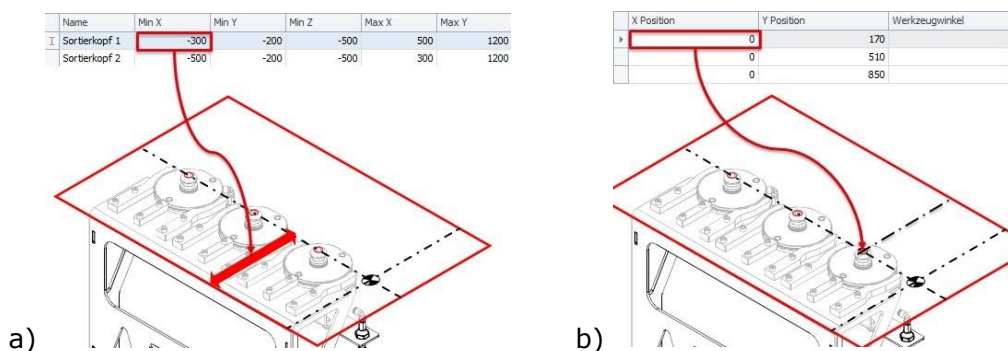 Name Min X Min Y Min Z Max X Max Y
Sortierkopf 1 -300 -200 -500 500 1200
Sortierkopf 2 -500 -200 -500 300 1200
a)
X Position Y Position Werkzeugwinkel
0 170
0 510
0 850
b)